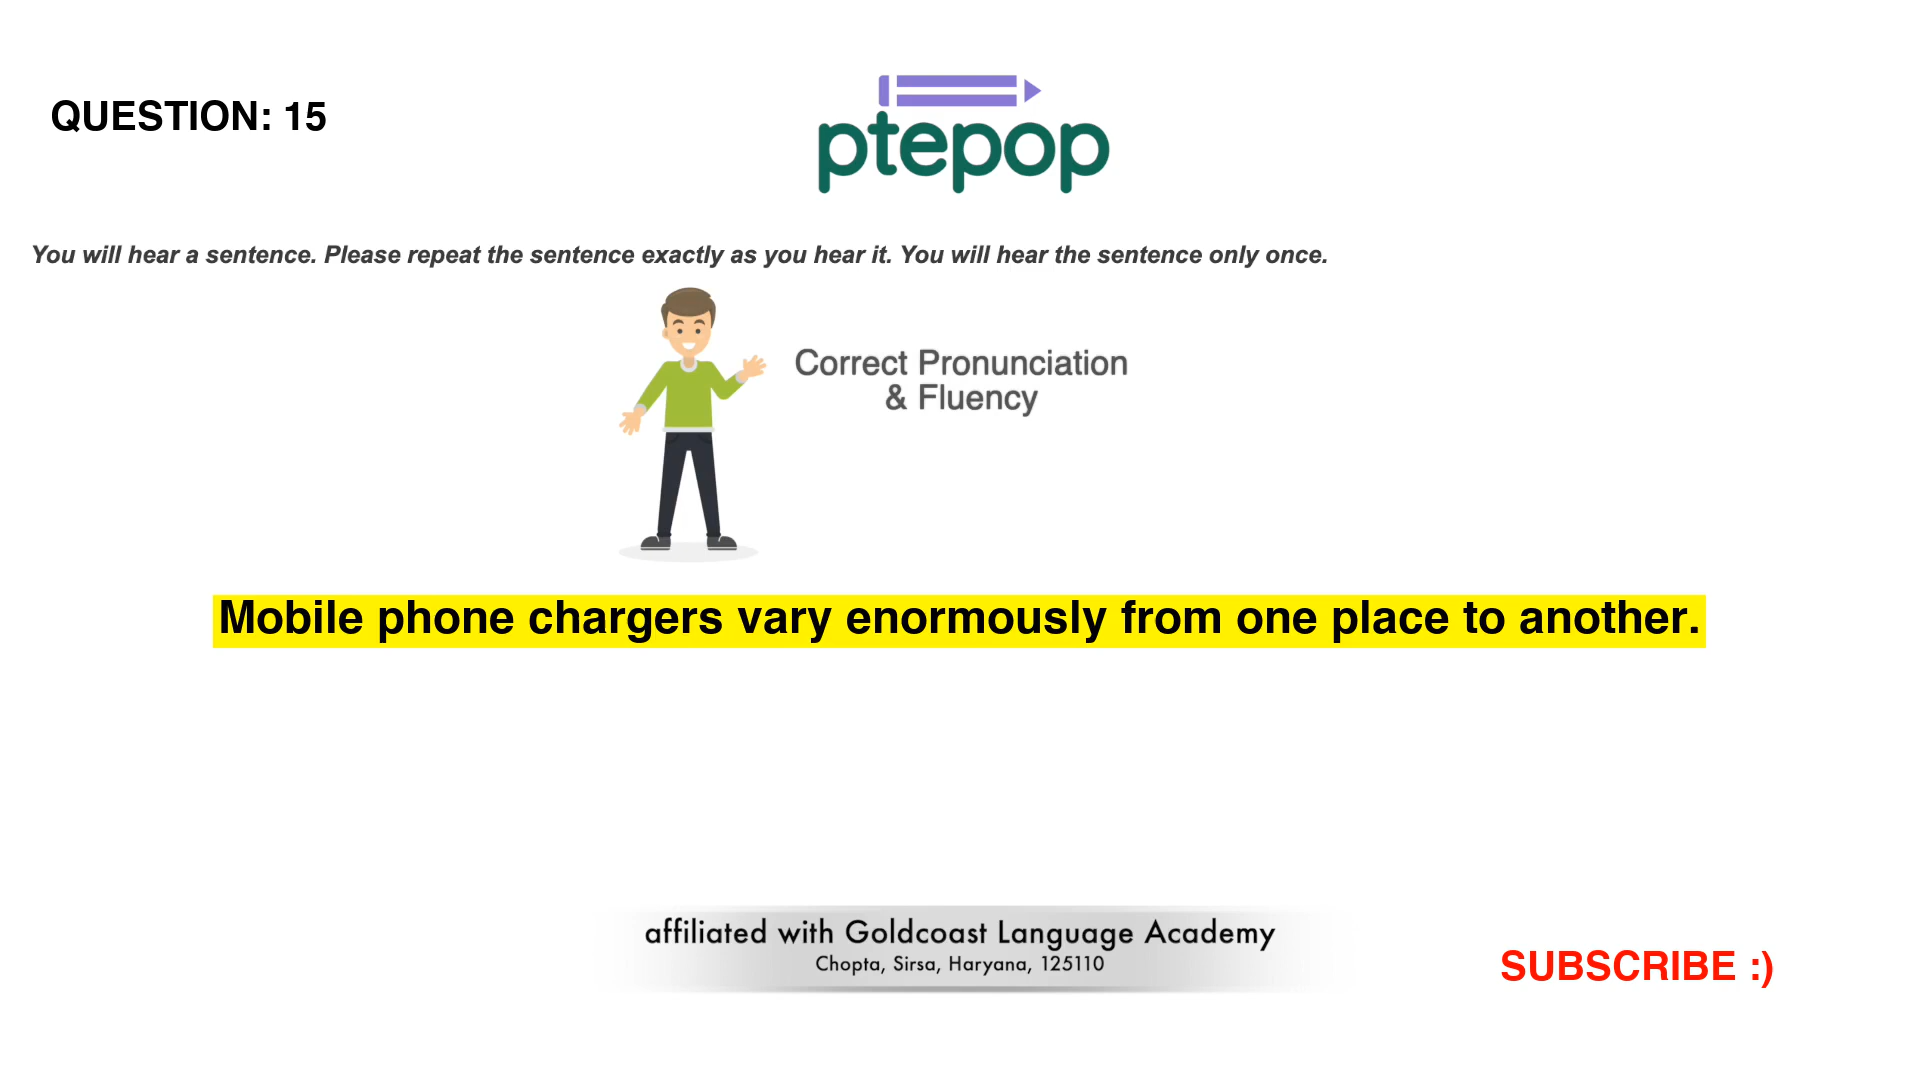 QUESTION: 15
ptepop
You will hear a sentence. Please repeat the sentence exactly as you hear it. You will hear the sentence only once.
Correct Pronunciation
& Fluency
Mobile phone chargers vary enormously from one place to another.
affiliated with Goldcoast Language Academy
Chopta, Sirsa, Haryana, 125110
SUBSCRIBE :)